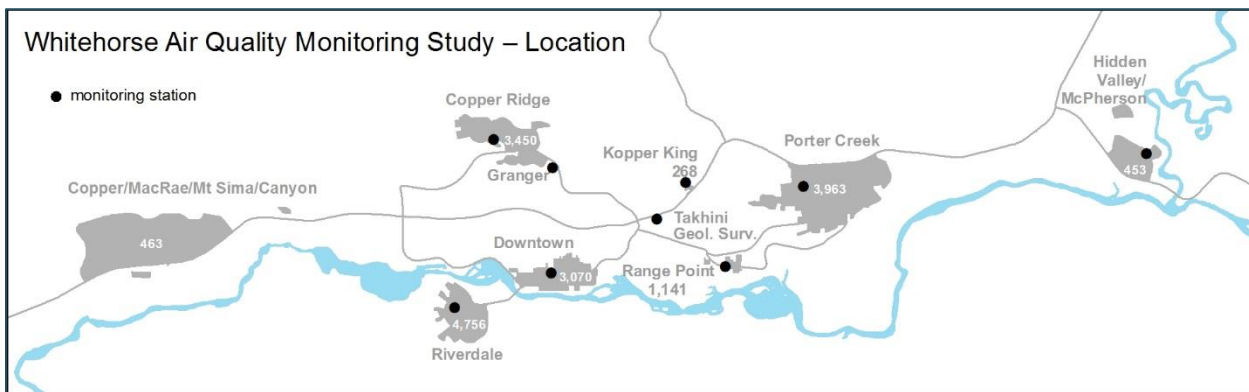 Whitehorse Air Quality Monitoring Study – Location
monitoring station
Copper Ridge
3,450
Granger
Copper/MacRae/Mt Sima/Canyon
463
Downtown
3,070
4,756
Riverdale
Kopper King
268
Takhini
Geol. Surv.
Range Point
1,141
Porter Creek
3,963
Hidden
Valley/
McPherson
453